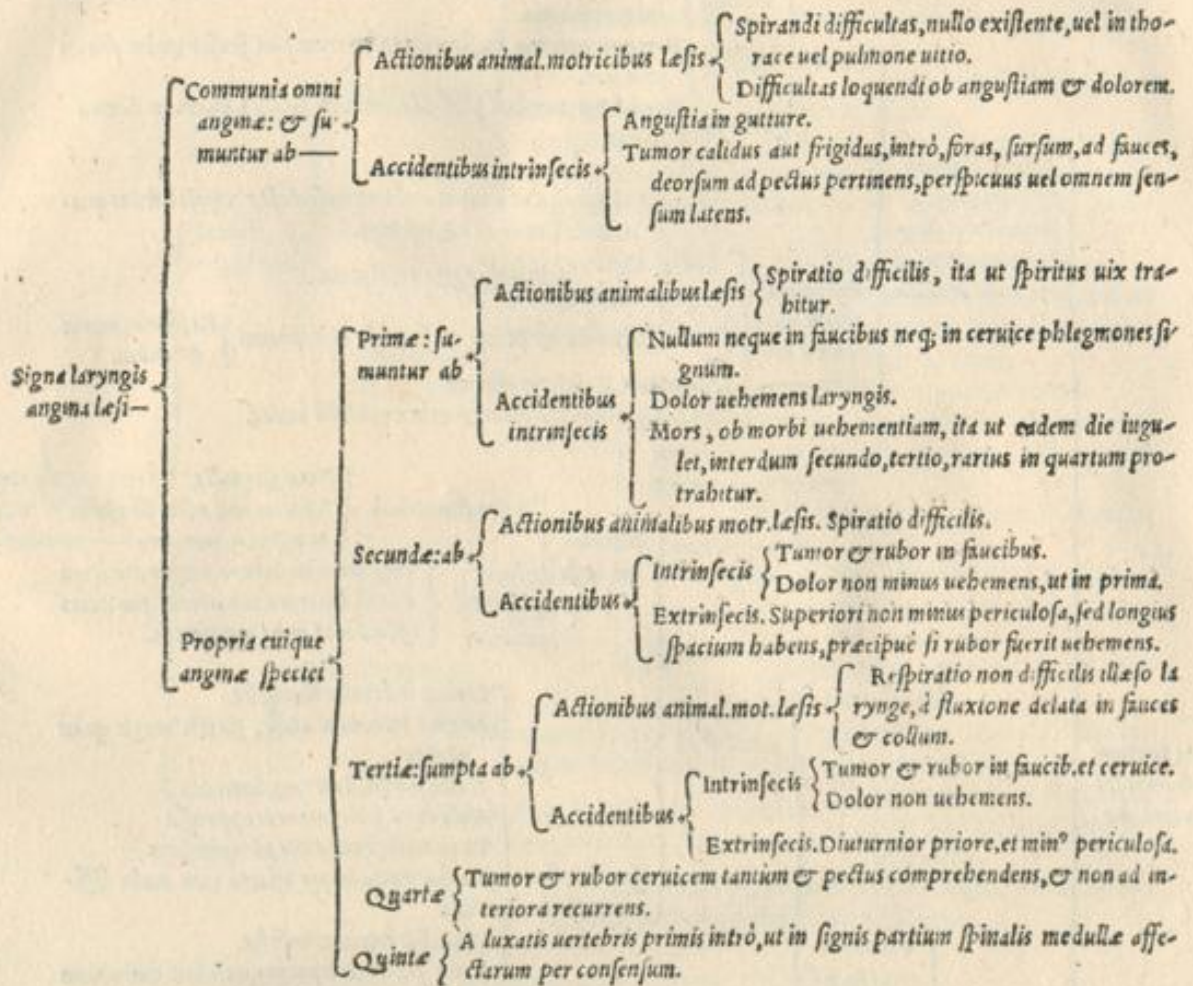 Signa laryngis
angina læsi—
Communia omni
anginæ: & su-
muntur ab—
Actionibus animal. motricibus læsis
Spirandi difficultas, nullo existente, uel in tho-
race uel pulmone uitio.
Difficultas loquendi ob angustiam & dolorem.
Accidentibus intrinsecis
Angustia in gutture.
Tumor calidus aut frigidus, intrò, foras, sursum, ad fauces,
deorsum ad pectus pertinens, perspicuus uel omnem sen-
sum latens.
Propria cuique
anginæ speciei
Primæ: su-
muntur ab
Actionibus animalibus læsis
Spiratio difficilis, ita ut spiritus uix tra-
hitur.
Accidentibus
intrinsecis
Nullum neque in faucibus neq; in ceruice phlegmones si-
gnum.
Dolor uehemens laryngis.
Mors, ob morbi uehementiam, ita ut eadem die iugu-
let, interdum secundo, tertio, rarius in quartum pro-
trahitur.
Secundæ: ab
Actionibus animalibus motr. læsis. Spiratio difficilis.
Accidentibus
Intrinsecis
Tumor & rubor in faucibus.
Dolor non minus uehemens, ut in prima.
Extrinsecis. Superiori non minus periculosa, sed longius
spacium habens, præcipuè si rubor fuerit uehemens.
Tertiæ: sumpta ab
Actionibus animal. mot. læsis
Respiratio non difficilis illæso la
rynge, à fluxione delata in fauces
& collum.
Accidentibus
Intrinsecis
Tumor & rubor in faucib. et ceruice.
Dolor non uehemens.
Extrinsecis. Diuturnior priore, et minꝰ periculosa.
Quartæ
Tumor & rubor ceruicem tantum & pectus comprehendens, & non ad in-
teriora recurrens.
Quintæ
A luxatis uertebris primis intrò, ut in signis partium spinalis medullæ affe-
ctarum per consensum.